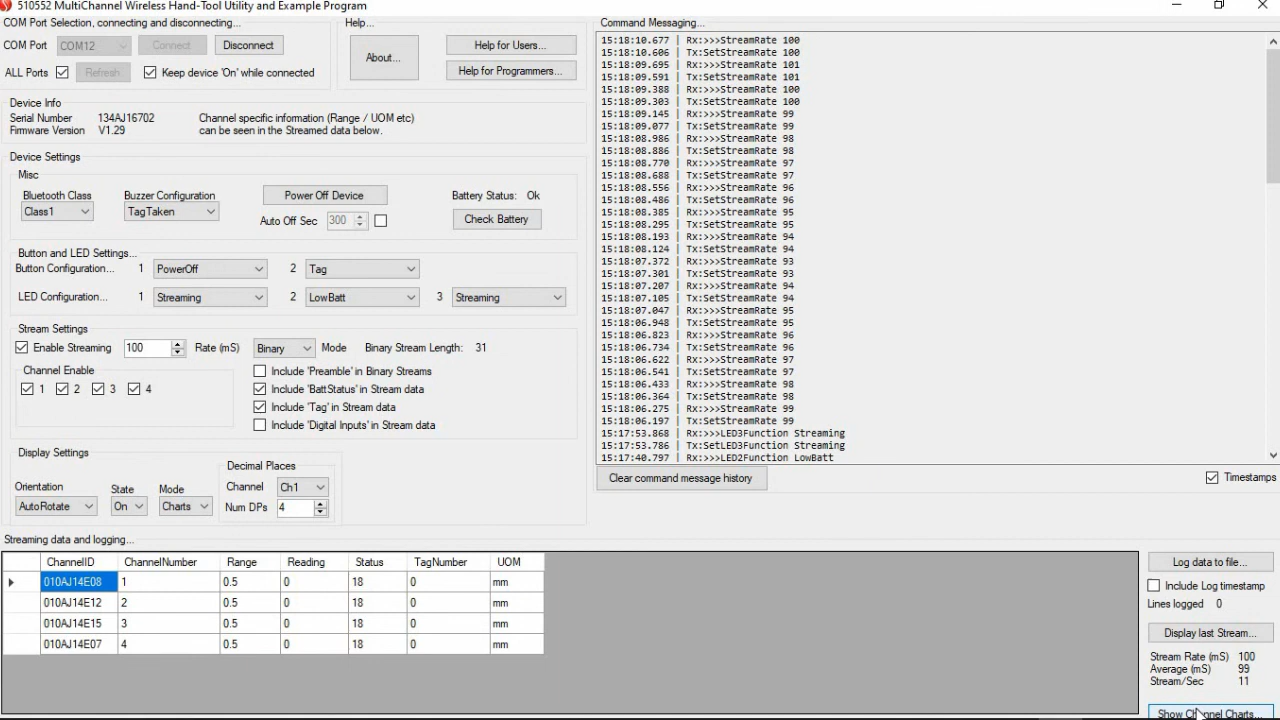 510552 MultiChannel Wireless Hand-Tool Utility and Example Program
COM Port Selection, connecting and disconnecting...
COM Port COM12 Connect Disconnect
ALL Ports Refresh Keep device 'On' while connected
Help...
About...
Help for Users...
Help for Programmers...
Device Info
Serial Number 134AJ16702
Firmware Version V1.29
Channel specific information (Range / UOM etc)
can be seen in the Streamed data below.
Device Settings
Misc
Bluetooth Class Buzzer Configuration
Class1 TagTaken
Power Off Device
Auto Off Sec 300
Battery Status: Ok
Check Battery
Button and LED Settings...
Button Configuration... 1 PowerOff 2 Tag
LED Configuration... 1 Streaming 2 LowBatt 3 Streaming
Stream Settings
Enable Streaming 100 Rate (mS) Binary Mode Binary Stream Length: 31
Channel Enable
1 2 3 4
Include 'Preamble' in Binary Streams
Include 'BattStatus' in Stream data
Include 'Tag' in Stream data
Include 'Digital Inputs' in Stream data
Display Settings
Orientation State Mode
AutoRotate On Charts
Decimal Places
Channel Ch1
Num DPs 4
Command Messaging...
15:18:10.677 | Rx:>>>StreamRate 100
15:18:10.606 | Tx:SetStreamRate 100
15:18:09.695 | Rx:>>>StreamRate 101
15:18:09.591 | Tx:SetStreamRate 101
15:18:09.388 | Rx:>>>StreamRate 100
15:18:09.303 | Tx:SetStreamRate 100
15:18:09.145 | Rx:>>>StreamRate 99
15:18:09.077 | Tx:SetStreamRate 99
15:18:08.986 | Rx:>>>StreamRate 98
15:18:08.886 | Tx:SetStreamRate 98
15:18:08.770 | Rx:>>>StreamRate 97
15:18:08.688 | Tx:SetStreamRate 97
15:18:08.556 | Rx:>>>StreamRate 96
15:18:08.486 | Tx:SetStreamRate 96
15:18:08.385 | Rx:>>>StreamRate 95
15:18:08.295 | Tx:SetStreamRate 95
15:18:08.193 | Rx:>>>StreamRate 94
15:18:08.124 | Tx:SetStreamRate 94
15:18:07.372 | Rx:>>>StreamRate 93
15:18:07.301 | Tx:SetStreamRate 93
15:18:07.207 | Rx:>>>StreamRate 94
15:18:07.105 | Tx:SetStreamRate 94
15:18:07.047 | Rx:>>>StreamRate 95
15:18:06.948 | Tx:SetStreamRate 95
15:18:06.823 | Rx:>>>StreamRate 96
15:18:06.734 | Tx:SetStreamRate 96
15:18:06.622 | Rx:>>>StreamRate 97
15:18:06.541 | Tx:SetStreamRate 97
15:18:06.433 | Rx:>>>StreamRate 98
15:18:06.364 | Tx:SetStreamRate 98
15:18:06.275 | Rx:>>>StreamRate 99
15:18:06.197 | Tx:SetStreamRate 99
15:17:53.868 | Rx:>>>LED3Function Streaming
15:17:53.786 | Tx:SetLED3Function Streaming
15:17:40.797 | Rx:>>>LED2Function LowBatt
Clear command message history
Timestamps
Streaming data and logging...
ChannelID ChannelNumber Range Reading Status TagNumber UOM
010AJ14E08 1 0.5 0 18 0 mm
010AJ14E12 2 0.5 0 18 0 mm
010AJ14E15 3 0.5 0 18 0 mm
010AJ14E07 4 0.5 0 18 0 mm
Log data to file...
Include Log timestamp
Lines logged 0
Display last Stream...
Stream Rate (mS) 100
Average (mS) 99
Stream/Sec 11
Show Channel Charts...